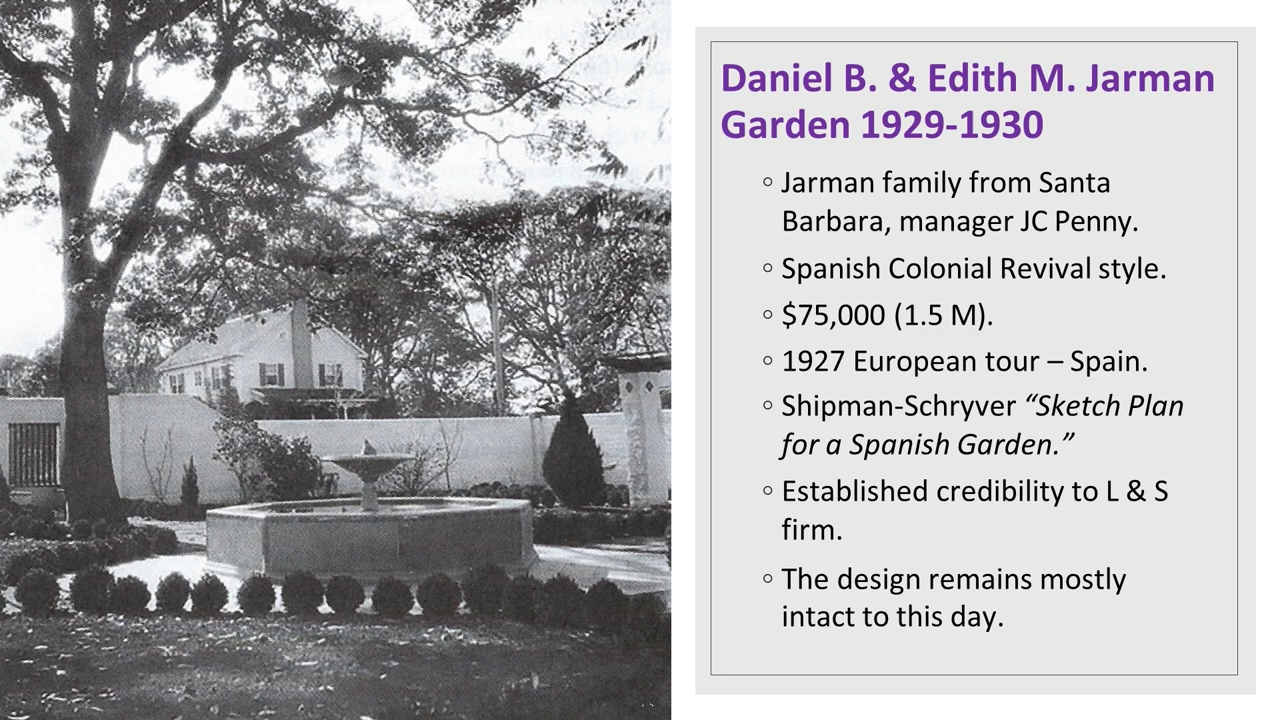 Daniel B. & Edith M. Jarman
Garden 1929-1930
◦ Jarman family from Santa
Barbara, manager JC Penny.
◦ Spanish Colonial Revival style.
◦ $75,000 (1.5 M).
◦ 1927 European tour – Spain.
◦ Shipman-Schryver “Sketch Plan
for a Spanish Garden.”
◦ Established credibility to L & S
firm.
◦ The design remains mostly
intact to this day.